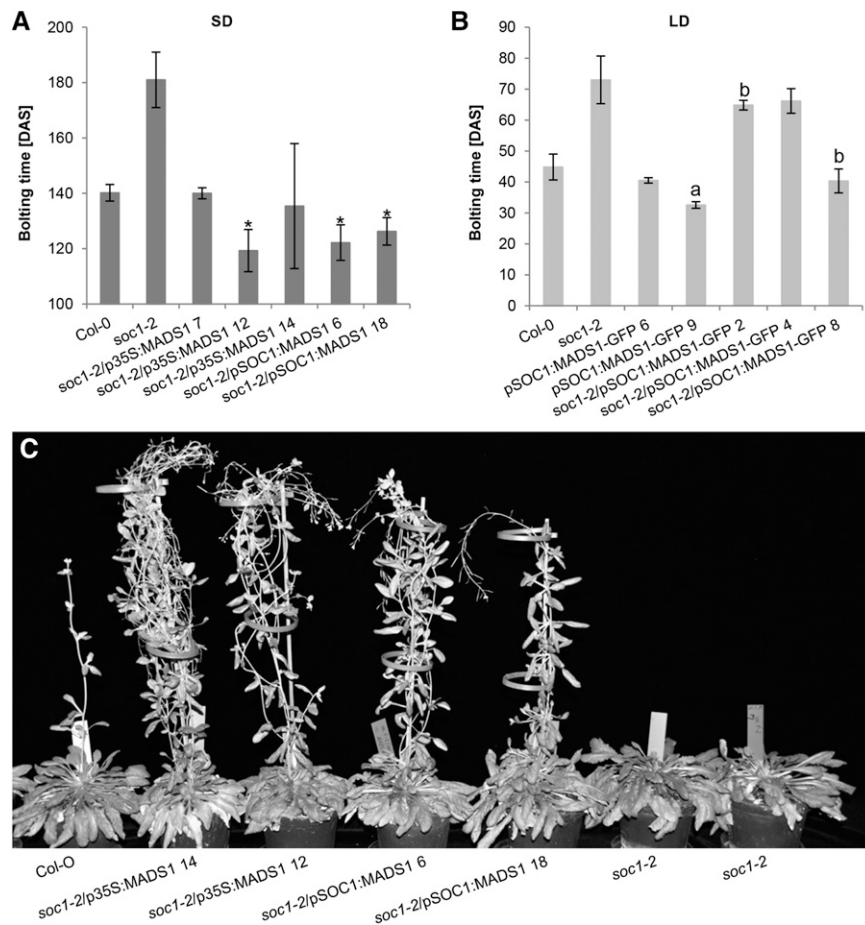 A
SD
Bolting time [DAS]
200
180
160
140
120
100
*
*
*
Col-0
soc1-2
soc1-2/p35S:MADS1 7
soc1-2/p35S:MADS1 12
soc1-2/p35S:MADS1 14
soc1-2/pSOC1:MADS1 6
soc1-2/pSOC1:MADS1 18
B
LD
Bolting time [DAS]
90
80
70
60
50
40
30
20
10
0
a
b
b
Col-0
soc1-2
pSOC1:MADS1-GFP 6
pSOC1:MADS1-GFP 9
soc1-2/pSOC1:MADS1-GFP 2
soc1-2/pSOC1:MADS1-GFP 4
soc1-2/pSOC1:MADS1-GFP 8
C
Col-O
soc1-2/p35S:MADS1 14
soc1-2/p35S:MADS1 12
soc1-2/pSOC1:MADS1 6
soc1-2/pSOC1:MADS1 18
soc1-2
soc1-2